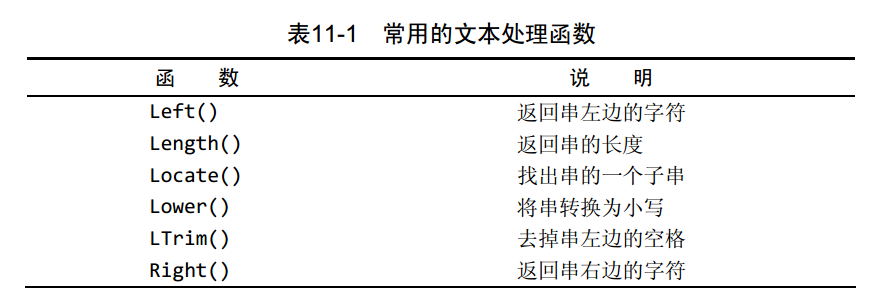 表11-1 常用的文本处理函数
函 数 说 明
Left() 返回串左边的字符
Length() 返回串的长度
Locate() 找出串的一个子串
Lower() 将串转换为小写
LTrim() 去掉串左边的空格
Right() 返回串右边的字符